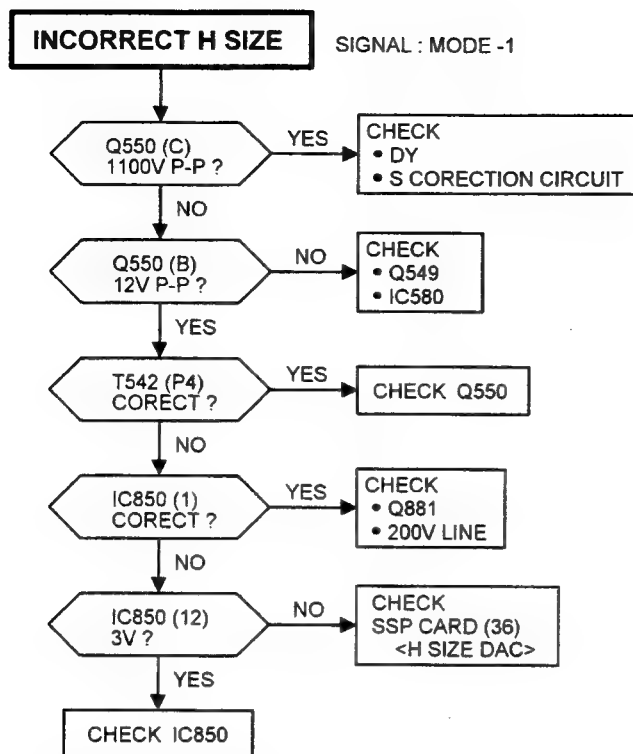 INCORRECT H SIZE
SIGNAL : MODE -1
Q550 (C)
1100V P-P ?
YES
CHECK
• DY
• S CORECTION CIRCUIT
NO
Q550 (B)
12V P-P ?
NO
CHECK
• Q549
• IC580
YES
T542 (P4)
CORECT ?
YES
CHECK Q550
NO
IC850 (1)
CORECT ?
YES
CHECK
• Q881
• 200V LINE
NO
IC850 (12)
3V ?
NO
CHECK
SSP CARD (36)
<H SIZE DAC>
YES
CHECK IC850